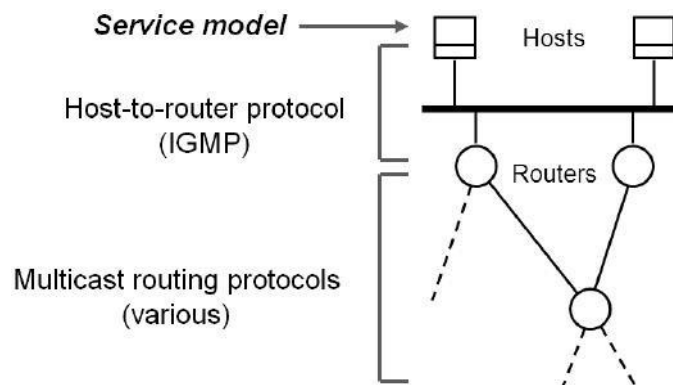 Service model
Hosts
Host-to-router protocol
(IGMP)
Routers
Multicast routing protocols
(various)